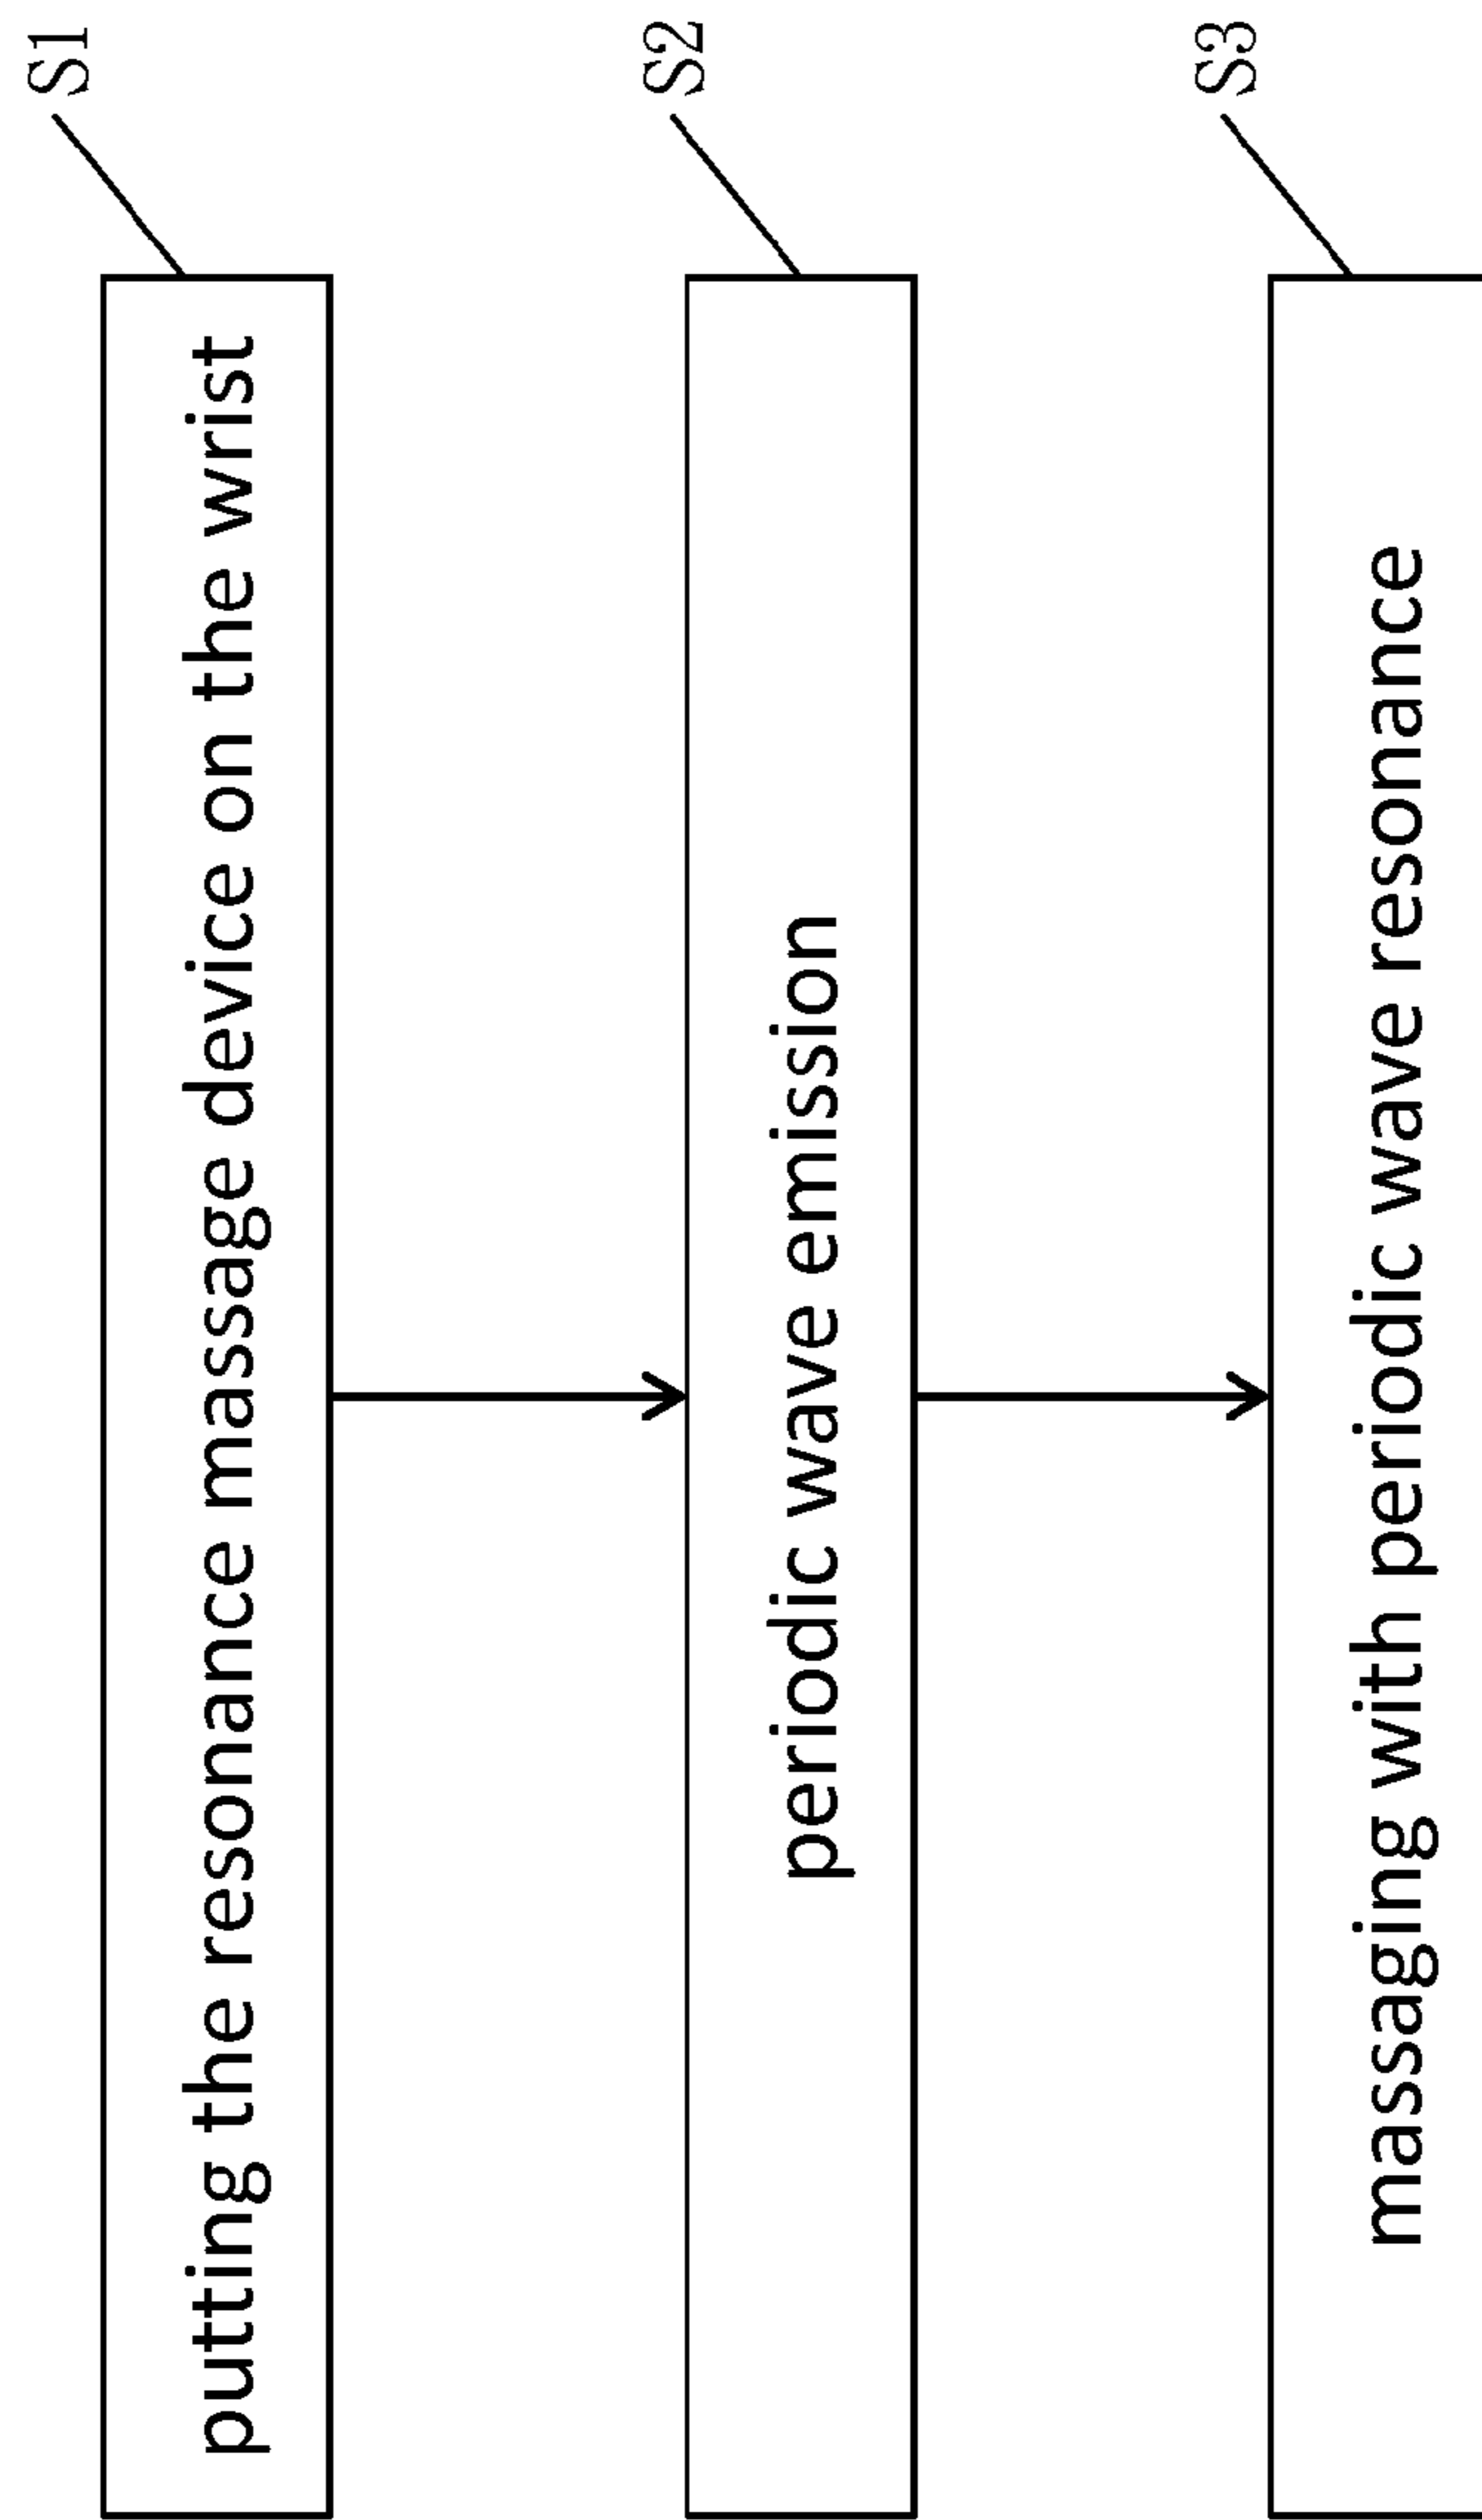 S1
putting the resonance massage device on the wrist
S2
periodic wave emission
S3
massaging with periodic wave resonance